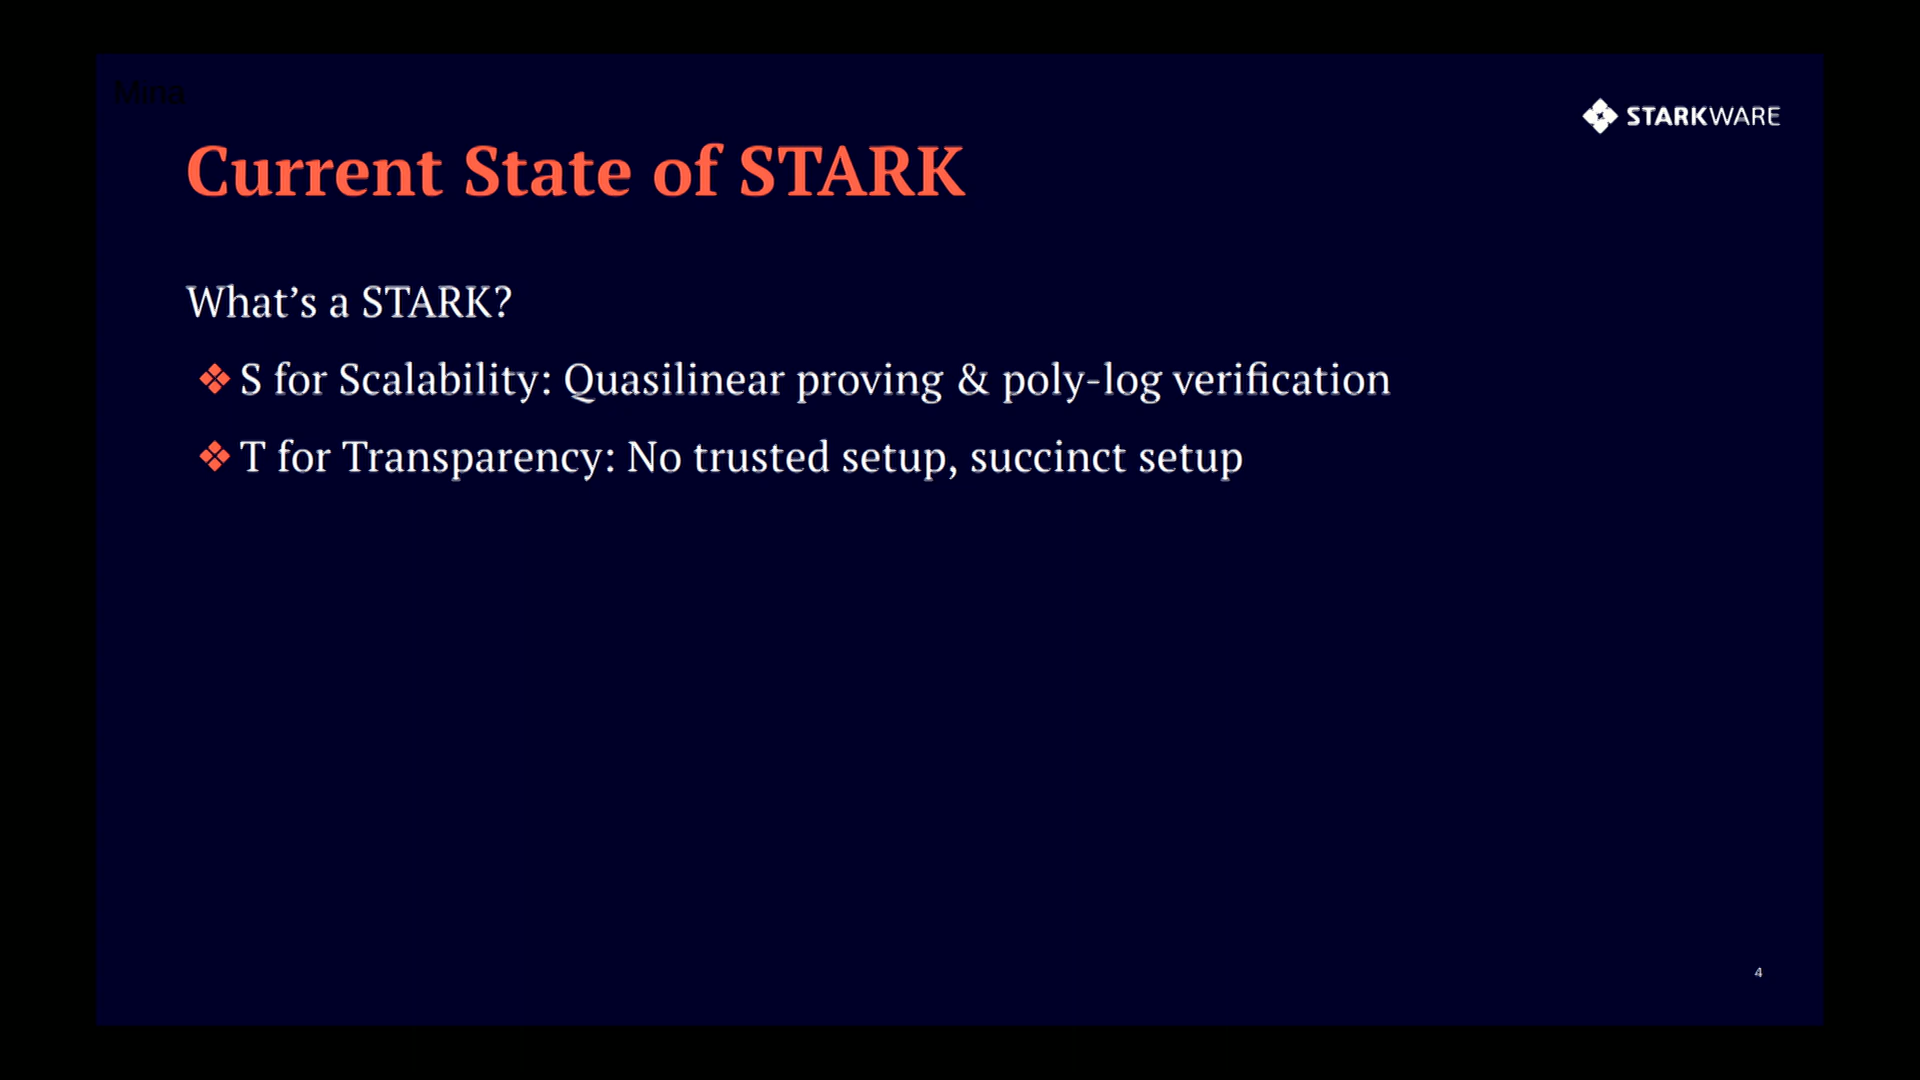 Mina
STARKWARE
Current State of STARK
What’s a STARK?
❖ S for Scalability: Quasilinear proving & poly-log verification
❖ T for Transparency: No trusted setup, succinct setup
4